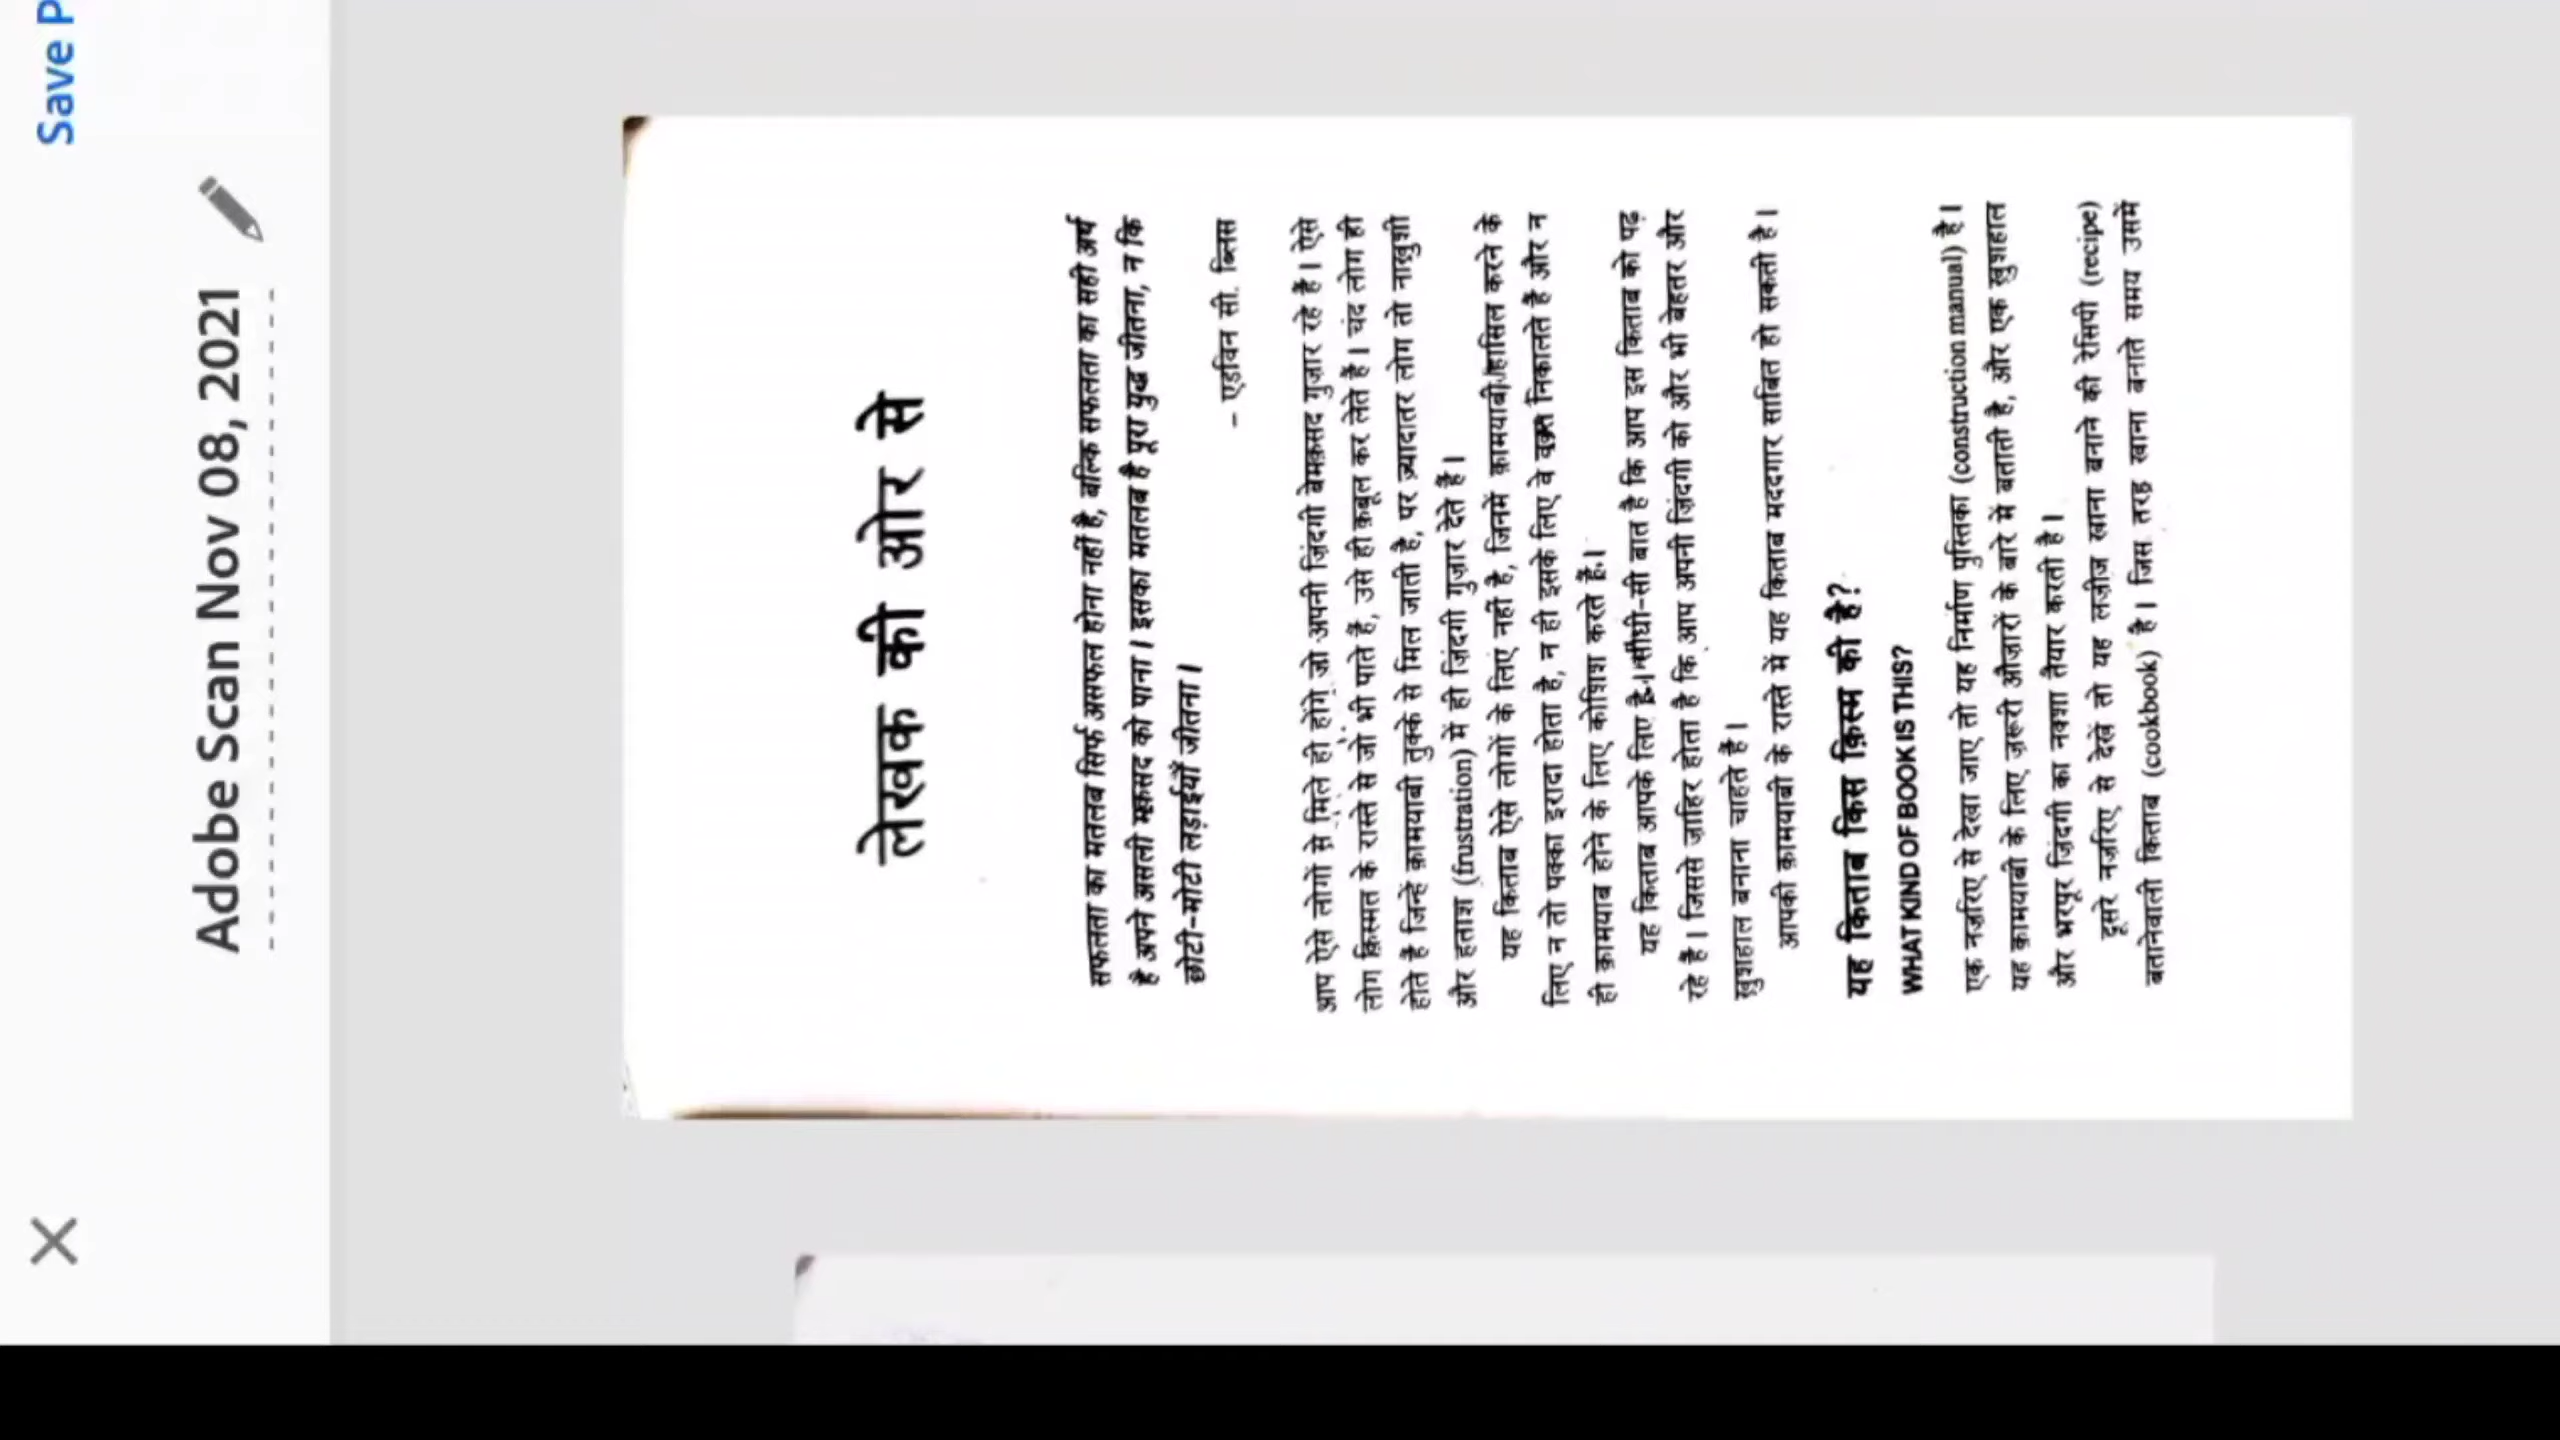 Save P
Adobe Scan Nov 08, 2021
लेखक की ओर से
सफलता का मतलब सिर्फ असफल होना नहीं है, बल्कि सफलता का सही अर्थ
है अपने असली मक़सद को पाना। इसका मतलब है पूरा युद्ध जीतना, न कि
छोटी-मोटी लड़ाईयाँ जीतना।
– एडविन सी. ब्लिस
आप ऐसे लोगों से मिले ही होंगे जो अपनी ज़िंदगी बेमक़सद गुज़ार रहे हैं। ऐसे
लोग क़िस्मत के रास्ते से जो भी पाते हैं, उसे ही क़बूल कर लेते हैं। चंद लोग ही
होते हैं जिन्हें क़ामयाबी तुक्के से मिल जाती है, पर ज़्यादातर लोग तो नाख़ुशी
और हताश (frustration) में ही ज़िंदगी गुज़ार देते हैं।
यह किताब ऐसे लोगों के लिए नहीं है, जिनमें क़ामयाबी हासिल करने के
लिए न तो पक्का इरादा होता है, न ही इसके लिए वे वक़्त निकालते हैं और न
ही क़ामयाब होने के लिए कोशिश करते हैं।
यह किताब आपके लिए है। सीधी-सी बात है कि आप इस किताब को पढ़
रहे हैं। जिससे ज़ाहिर होता है कि आप अपनी ज़िंदगी को और भी बेहतर और
ख़ुशहाल बनाना चाहते हैं।
आपकी क़ामयाबी के रास्ते में यह किताब मददगार साबित हो सकती है।
यह किताब किस क़िस्म की है?
WHAT KIND OF BOOK IS THIS?
एक नज़रिए से देखा जाए तो यह निर्माण पुस्तिका (construction manual) है।
यह क़ामयाबी के लिए ज़रूरी औज़ारों के बारे में बताती है, और एक ख़ुशहाल
और भरपूर ज़िंदगी का नक्शा तैयार करती है।
दूसरे नज़रिए से देखें तो यह लज़ीज खाना बनाने की रेसिपी (recipe)
बतानेवाली किताब (cookbook) है। जिस तरह खाना बनाते समय उसमें